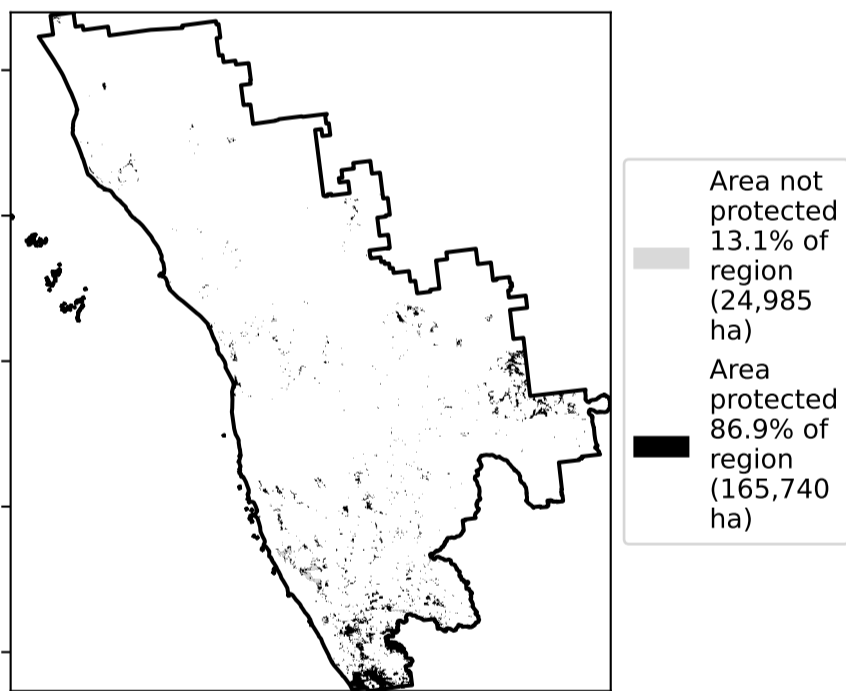 Area not
protected
13.1% of
region
(24,985
ha)
Area
protected
86.9% of
region
(165,740
ha)